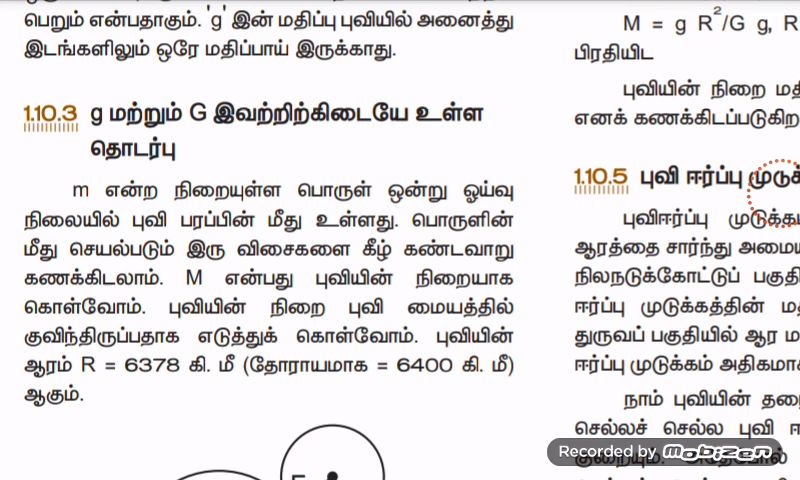 பெறும் என்பதாகும். 'g' இன் மதிப்பு புவியில் அனைத்து
இடங்களிலும் ஒரே மதிப்பாய் இருக்காது.
1.10.3 g மற்றும் G இவற்றிற்கிடையே உள்ள
தொடர்பு
m என்ற நிறையுள்ள பொருள் ஒன்று ஓய்வு
நிலையில் புவி பரப்பின் மீது உள்ளது. பொருளின்
மீது செயல்படும் இரு விசைகளை கீழ் கண்டவாறு
கணக்கிடலாம். M என்பது புவியின் நிறையாக
கொள்வோம். புவியின் நிறை புவி மையத்தில்
குவிந்திருப்பதாக எடுத்துக் கொள்வோம். புவியின்
ஆரம் R = 6378 கி. மீ (தோராயமாக = 6400 கி. மீ)
ஆகும்.
M = g R²/G g, R
பிரதியிட
புவியின் நிறை
எனக் கணக்கிடப்படுகிற
1.10.5 புவி ஈர்ப்பு முடுக்
புவிஈர்ப்பு முடுக்க
ஆரத்தை சார்ந்து அமைய
நிலநடுக்கோட்டுப் பகுதி
ஈர்ப்பு முடுக்கத்தின் ம
துருவப் பகுதியில் ஆர ம
ஈர்ப்பு முடுக்கம் அதிகமா
நாம் புவியின் தரை
செல்லச் செல்ல புவி ஈ
குறையும்.
Recorded by mobizen